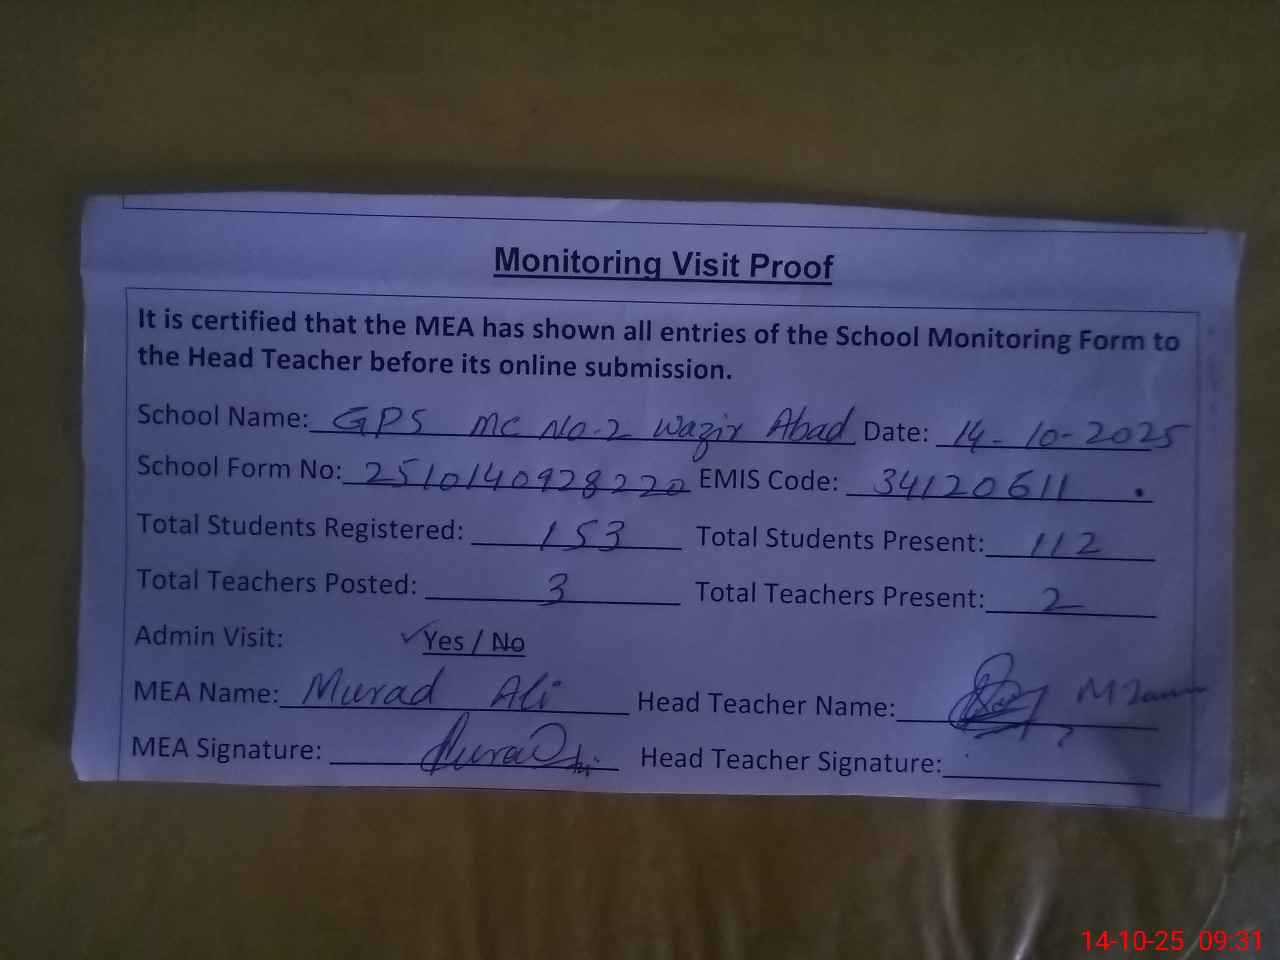 Monitoring Visit Proof
It is certified that the MEA has shown all entries of the School Monitoring Form to
the Head Teacher before its online submission.
School Name: GPS MC No-2 Wazir Abad Date: 14-10-2025
School Form No: 2510140928220 EMIS Code: 34120611
Total Students Registered: 153 Total Students Present: 112
Total Teachers Posted: 3 Total Teachers Present: 2
Admin Visit: ✓Yes / No
MEA Name: Murad Ali Head Teacher Name:
MEA Signature: Murad Ali Head Teacher Signature:
14-10-25 09:31